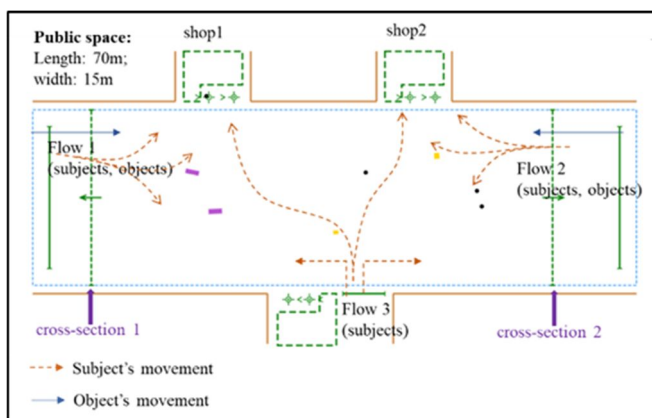 Public space:
Length: 70m;
width: 15m
shop1
shop2
Flow 1
(subjects, objects)
Flow 2
(subjects, objects)
Flow 3
(subjects)
cross-section 1
cross-section 2
Subject's movement
Object's movement